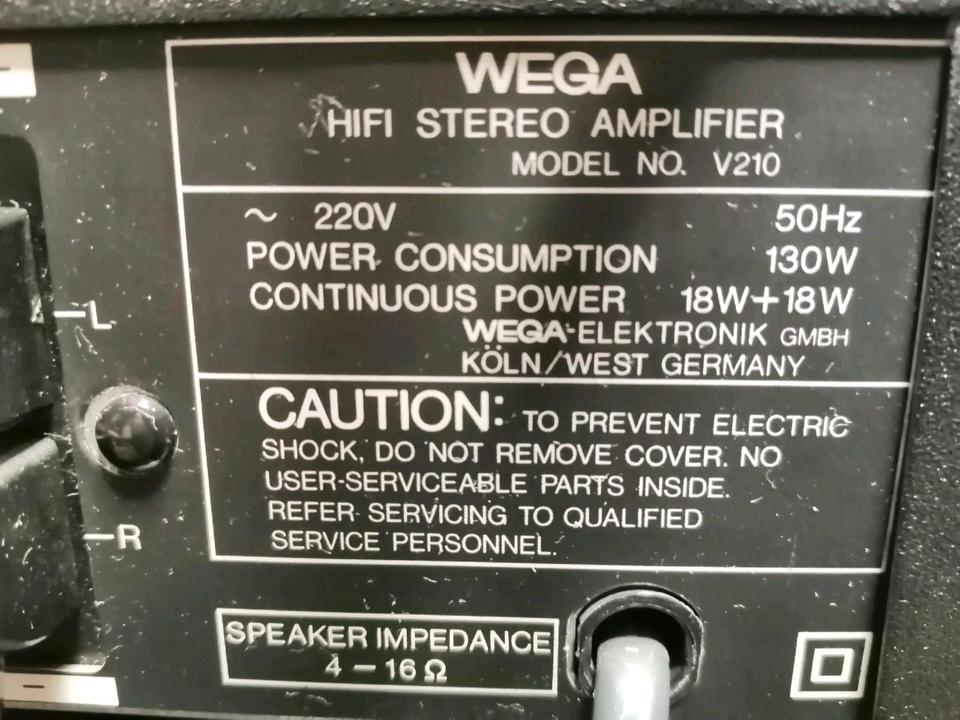 WEGA
HIFI STEREO AMPLIFIER
MODEL NO. V210
~ 220V 50Hz
POWER CONSUMPTION 130W
CONTINUOUS POWER 18W+18W
WEGA-ELEKTRONIK GMBH
KÖLN/WEST GERMANY
CAUTION: TO PREVENT ELECTRIC
SHOCK, DO NOT REMOVE COVER. NO
USER-SERVICEABLE PARTS INSIDE.
REFER SERVICING TO QUALIFIED
SERVICE PERSONNEL.
L
R
SPEAKER IMPEDANCE
4 – 16 Ω
–